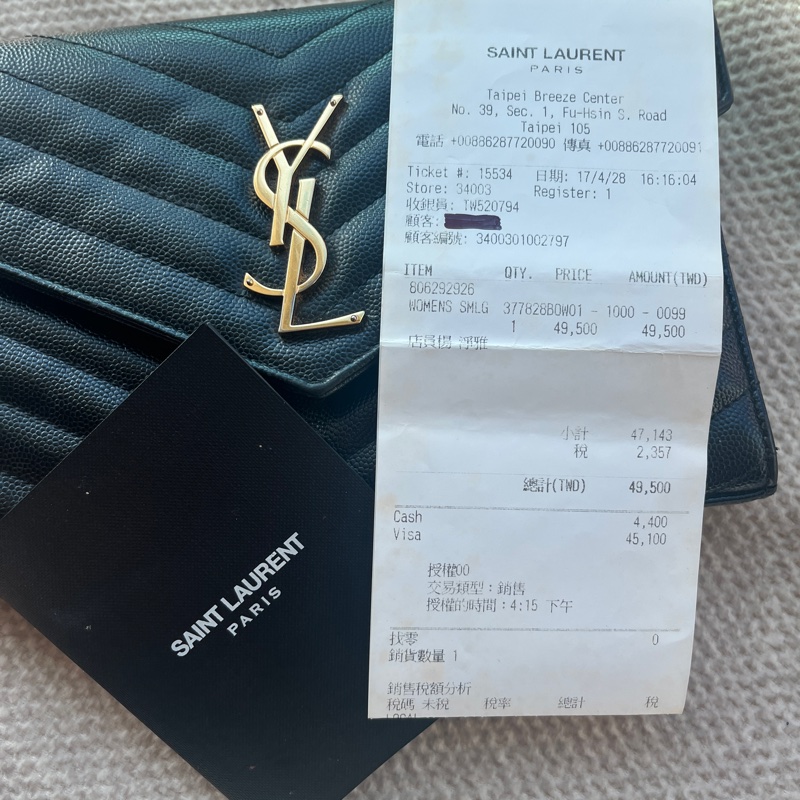 YSL
SAINT LAURENT
PARIS
Taipei Breeze Center
No. 39, Sec. 1, Fu-Hsin S. Road
Taipei 105
電話 +00886287720090 傳真 +00886287720091
Ticket #: 15534 日期: 17/4/28 16:16:04
Store: 34003 Register: 1
收銀員: TW520794
顧客:
顧客編號: 3400301002797
ITEM QTY. PRICE AMOUNT(TWD)
806292926
WOMENS SMLG 377828BOW01 - 1000 - 0099
1 49,500 49,500
店員楊 淨雅
小計 47,143
稅 2,357
總計(TWD) 49,500
Cash 4,400
Visa 45,100
授權00
交易類型：銷售
授權的時間：4:15 下午
找零 0
銷貨數量 1
銷售稅額分析
稅碼 未稅 稅率 總計 稅
SAINT LAURENT
PARIS